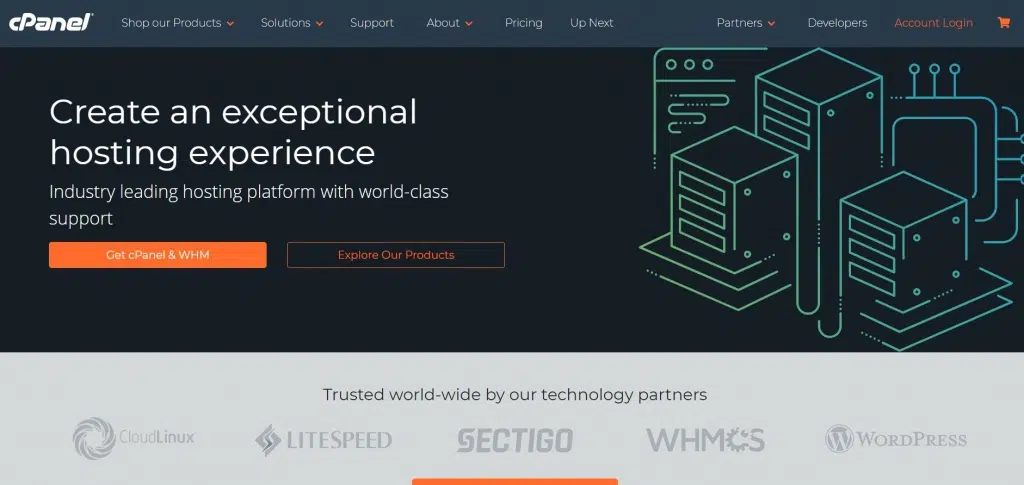 cPanel
Shop our Products
Solutions
Support
About
Pricing
Up Next
Partners
Developers
Account Login
Create an exceptional
hosting experience
Industry leading hosting platform with world-class
support
Get cPanel & WHM
Explore Our Products
Trusted world-wide by our technology partners
CloudLinux
LITESPEED
SECTIGO
WHMCS
WORDPRESS